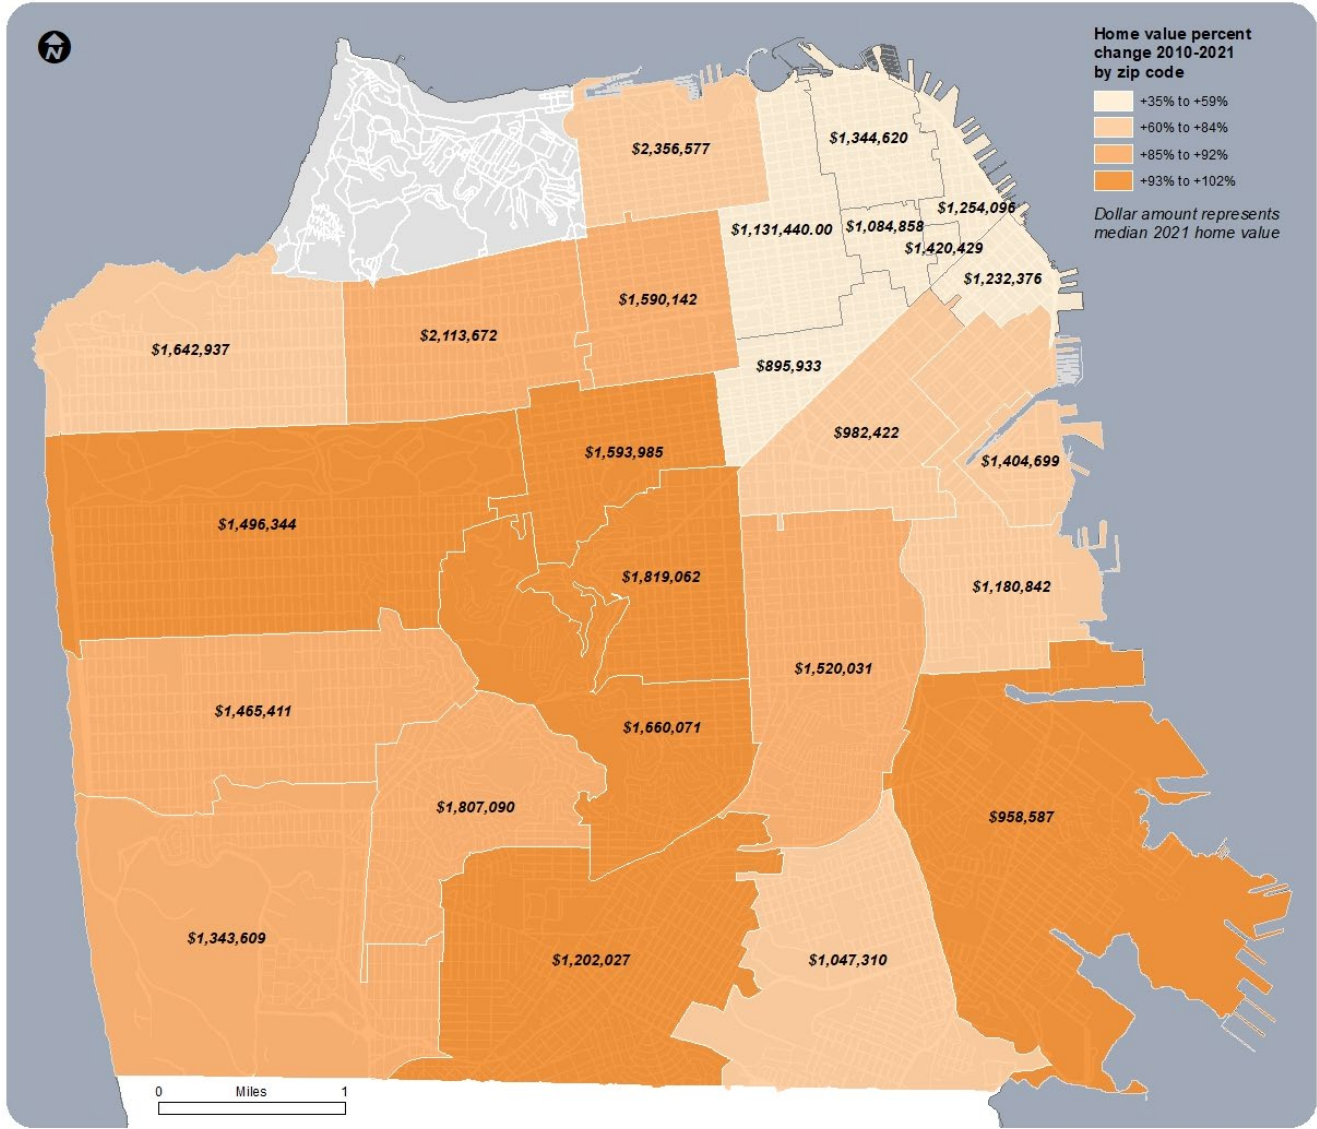 N
Home value percent
change 2010-2021
by zip code
+35% to +59%
+60% to +84%
+85% to +92%
+93% to +102%
Dollar amount represents
median 2021 home value
$2,356,577
$1,344,620
$1,254,096
$1,131,440.00
$1,084,858
$1,420,429
$1,232,376
$1,590,142
$2,113,672
$1,642,937
$895,933
$982,422
$1,593,985
$1,404,699
$1,496,344
$1,819,062
$1,180,842
$1,520,031
$1,465,411
$1,660,071
$1,807,090
$958,587
$1,343,609
$1,202,027
$1,047,310
0 Miles 1